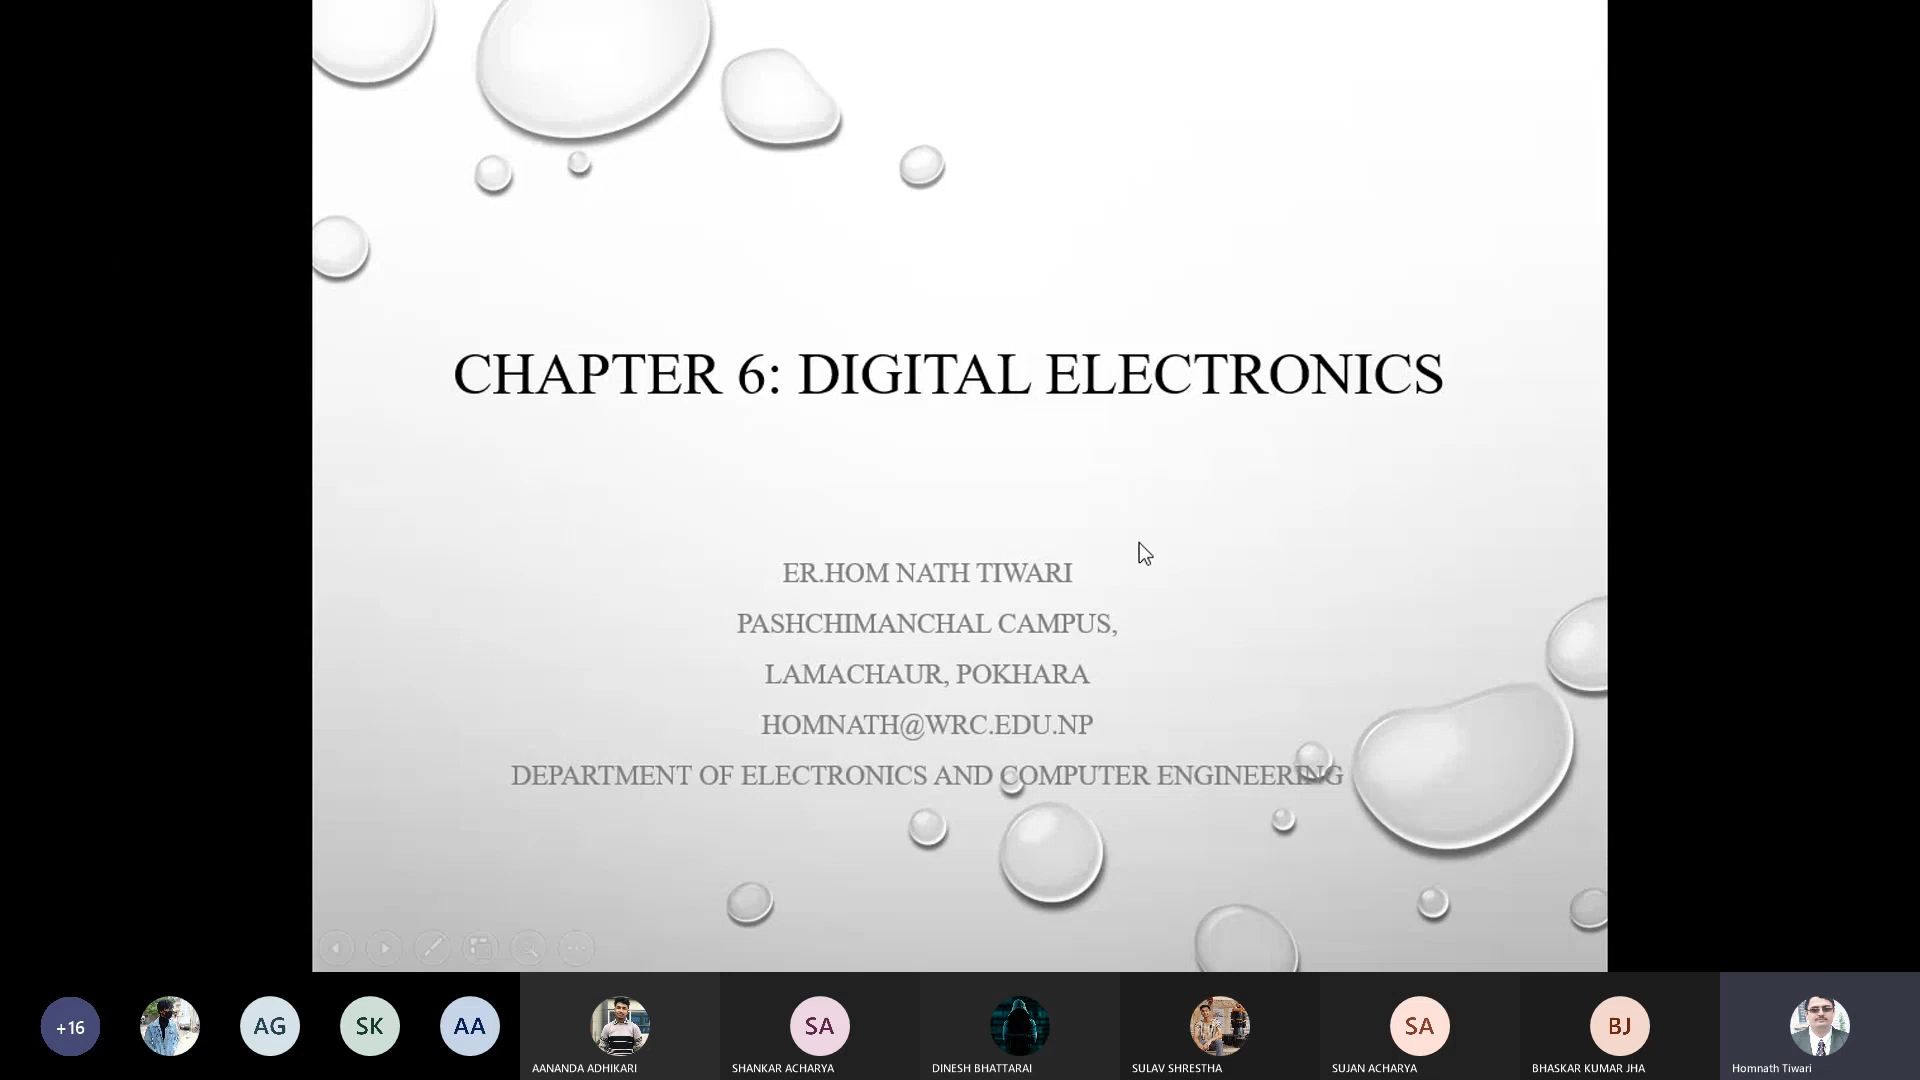 CHAPTER 6: DIGITAL ELECTRONICS
ER.HOM NATH TIWARI
PASHCHIMANCHAL CAMPUS,
LAMACHAUR, POKHARA
HOMNATH@WRC.EDU.NP
DEPARTMENT OF ELECTRONICS AND COMPUTER ENGINEERING
+16
AG
SK
AA
AANANDA ADHIKARI
SA
SHANKAR ACHARYA
DINESH BHATTARAI
SULAV SHRESTHA
SA
SUJAN ACHARYA
BJ
BHASKAR KUMAR JHA
Homnath Tiwari